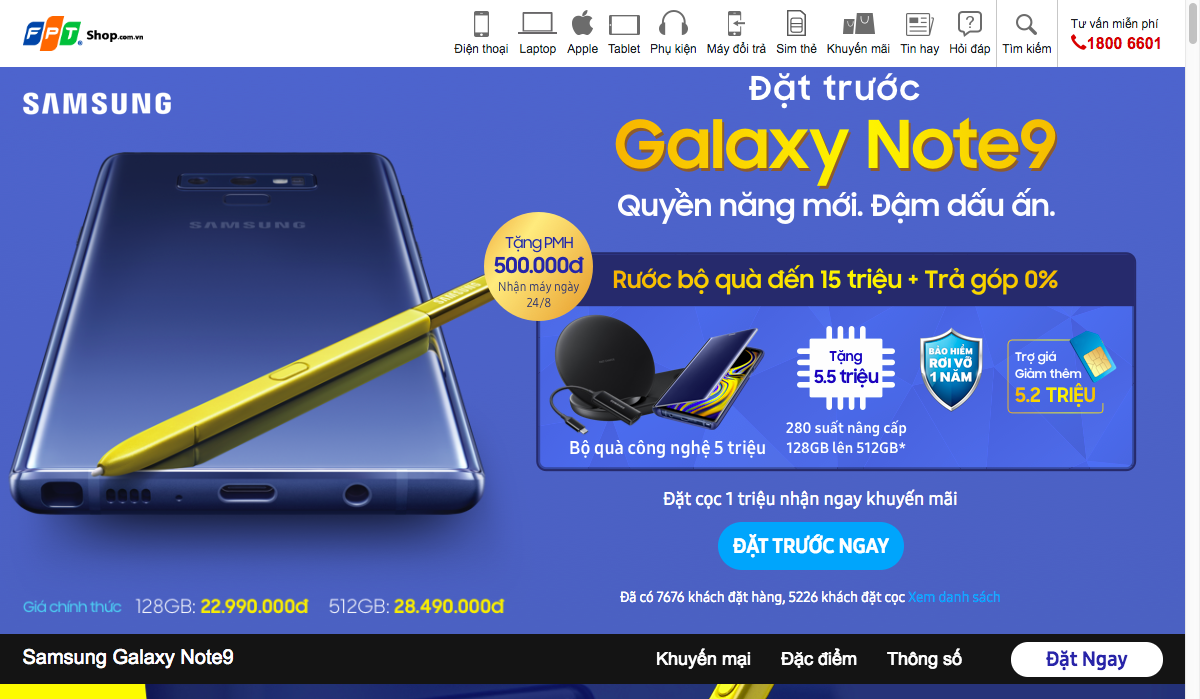 FPT Shop.com.vn
Điện thoại
Laptop
Apple
Tablet
Phụ kiện
Máy đổi trả
Sim thẻ
Khuyến mãi
Tin hay
Hỏi đáp
Tìm kiếm
Tư vấn miễn phí
1800 6601
SAMSUNG
Đặt trước
Galaxy Note9
Quyền năng mới. Đậm dấu ấn.
SAMSUNG
SAMSUNG
Tặng PMH
500.000đ
Nhận máy ngày
24/8
Rước bộ quà đến 15 triệu + Trả góp 0%
Bộ quà công nghệ 5 triệu
Tặng
5.5 triệu
280 suất nâng cấp
128GB lên 512GB*
BẢO HIỂM
RƠI VỠ
1 NĂM
Trợ giá
Giảm thêm
5.2 TRIỆU
Đặt cọc 1 triệu nhận ngay khuyến mãi
ĐẶT TRƯỚC NGAY
Đã có 7676 khách đặt hàng, 5226 khách đặt cọc Xem danh sách
Giá chính thức 128GB: 22.990.000đ 512GB: 28.490.000đ
Samsung Galaxy Note9
Khuyến mại
Đặc điểm
Thông số
Đặt Ngay